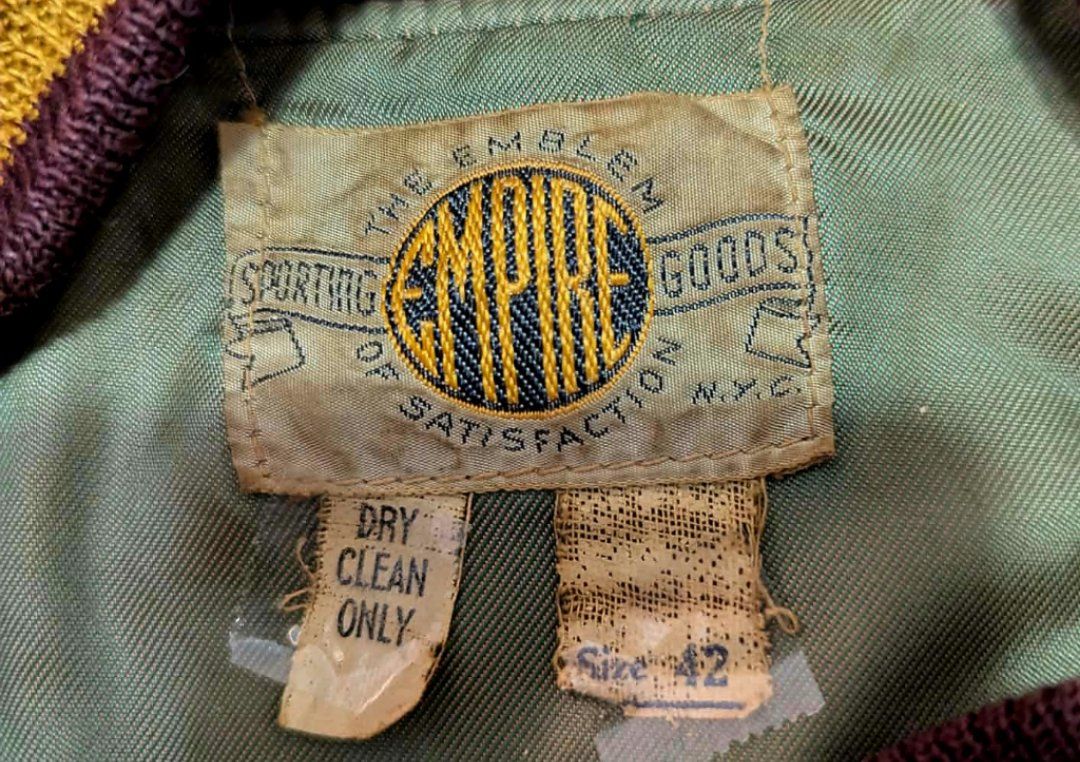 THE EMBLEM
SPORTING EMPIRE GOODS
OF SATISFACTION
N.Y.C.
DRY
CLEAN
ONLY
Size 42